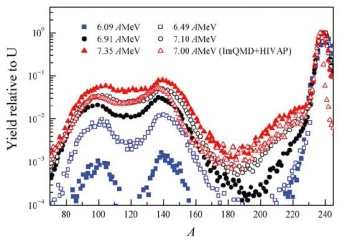 6.09 AMeV 6.49 AMeV
6.91 AMeV 7.10 AMeV
7.35 AMeV 7.00 AMeV (ImQMD+HIVAP)
Yield relative to U
10¹
10⁰
10⁻¹
10⁻²
10⁻³
10⁻⁴
80 100 120 140 160 180 200 220 240
A